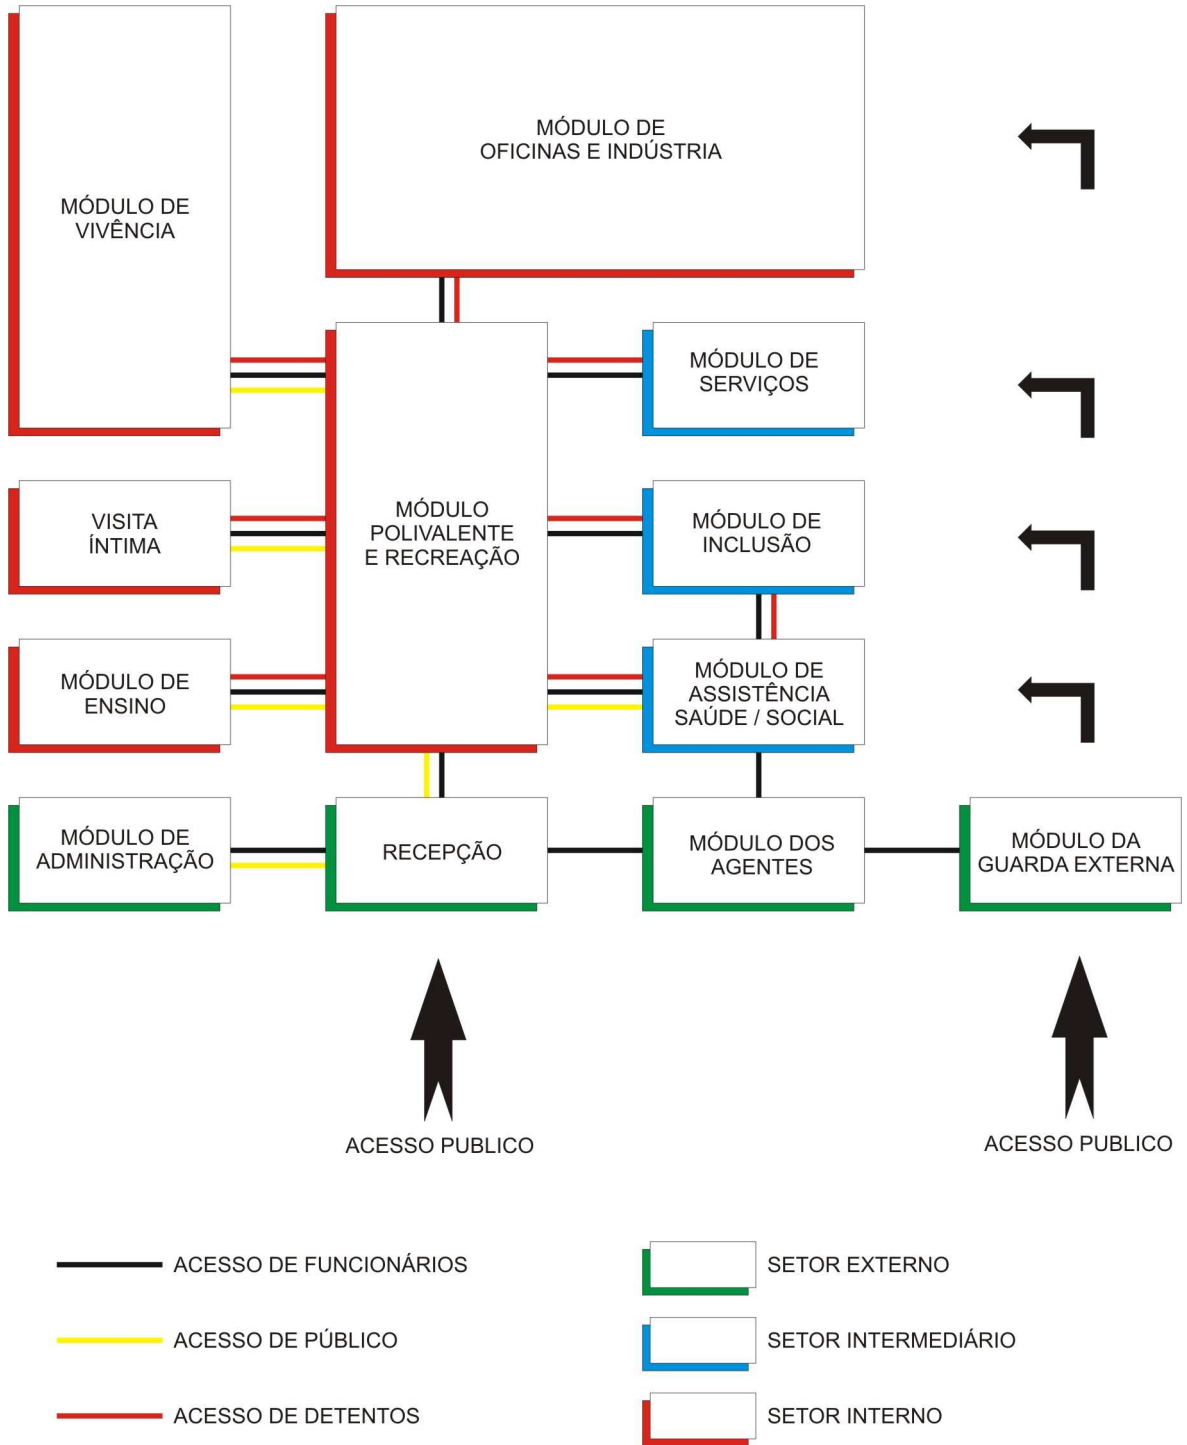 MÓDULO DE
VIVÊNCIA
MÓDULO DE
OFICINAS E INDÚSTRIA
MÓDULO DE
SERVIÇOS
VISITA
ÍNTIMA
MÓDULO
POLIVALENTE
E RECREAÇÃO
MÓDULO DE
INCLUSÃO
MÓDULO DE
ENSINO
MÓDULO DE
ASSISTÊNCIA
SAÚDE / SOCIAL
MÓDULO DE
ADMINISTRAÇÃO
RECEPÇÃO
MÓDULO DOS
AGENTES
MÓDULO DA
GUARDA EXTERNA
ACESSO PUBLICO
ACESSO PUBLICO
ACESSO DE FUNCIONÁRIOS
ACESSO DE PÚBLICO
ACESSO DE DETENTOS
SETOR EXTERNO
SETOR INTERMEDIÁRIO
SETOR INTERNO